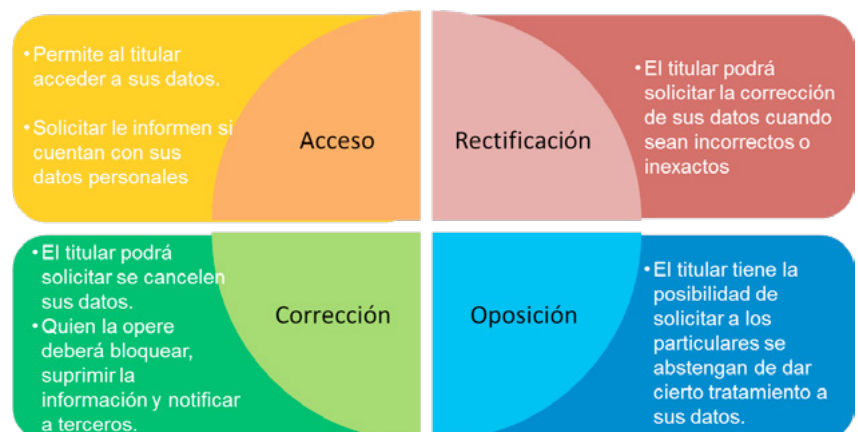 • Permite al titular
acceder a sus datos.
• Solicitar le informen si
cuentan con sus
datos personales
Acceso
Rectificación
• El titular podrá
solicitar la corrección
de sus datos cuando
sean incorrectos o
inexactos
• El titular podrá
solicitar se cancelen
sus datos.
• Quien la opere
deberá bloquear,
suprimir la
información y notificar
a terceros.
Corrección
Oposición
• El titular tiene la
posibilidad de
solicitar a los
particulares se
abstengan de dar
cierto tratamiento a
sus datos.